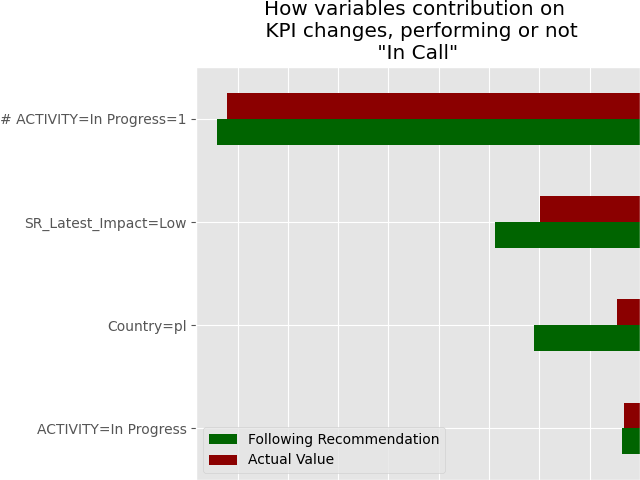 How variables contribution on
KPI changes, performing or not
"In Call"
# ACTIVITY=In Progress=1
SR_Latest_Impact=Low
Country=pl
ACTIVITY=In Progress
Following Recommendation
Actual Value